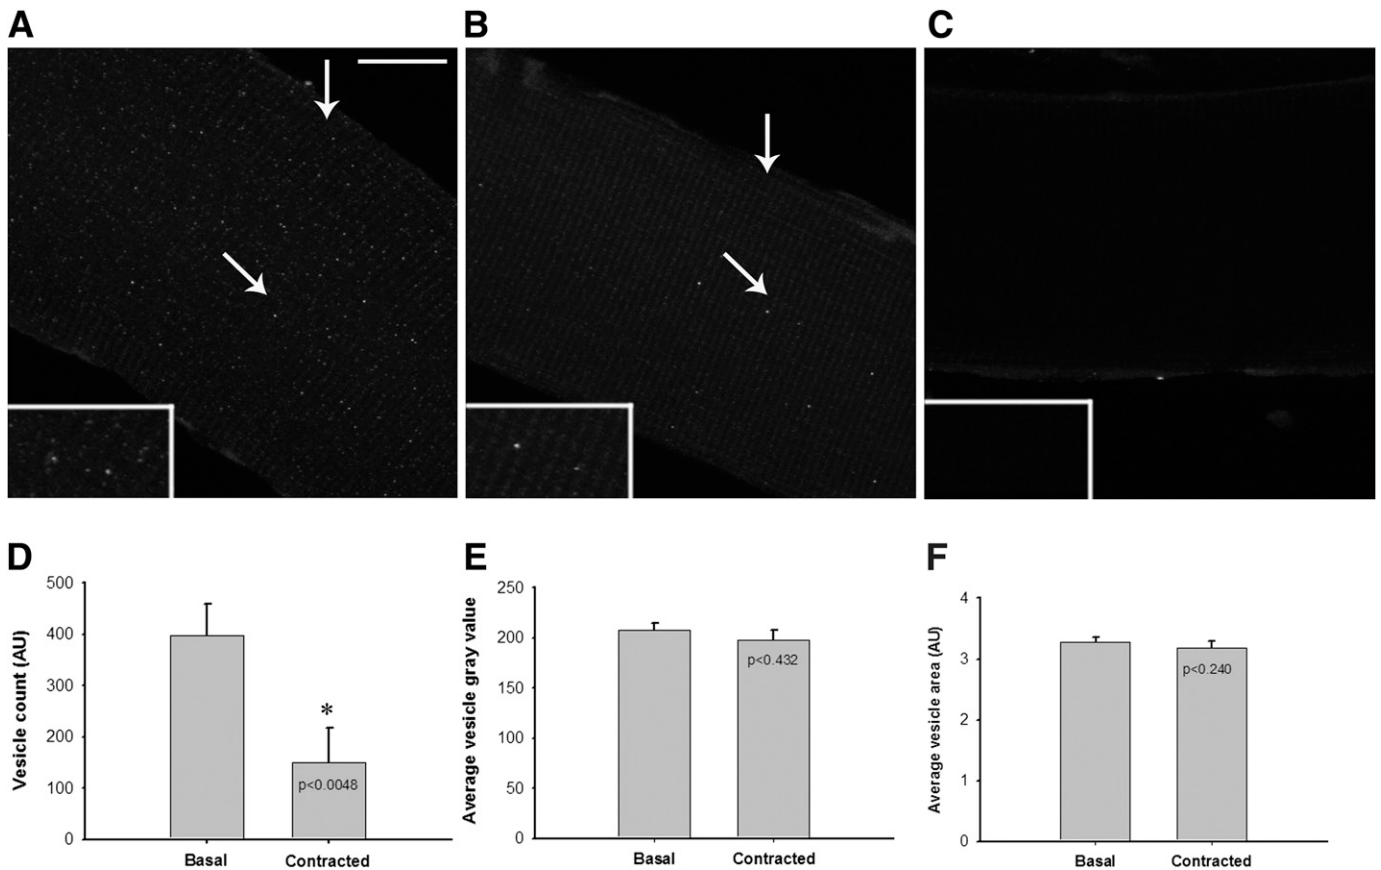 A
B
C
D
Vesicle count (AU)
500
400
300
200
100
0
*
p<0.0048
Basal
Contracted
E
Average vesicle gray value
250
200
150
100
50
0
p<0.432
Basal
Contracted
F
Average vesicle area (AU)
4
3
2
1
0
p<0.240
Basal
Contracted